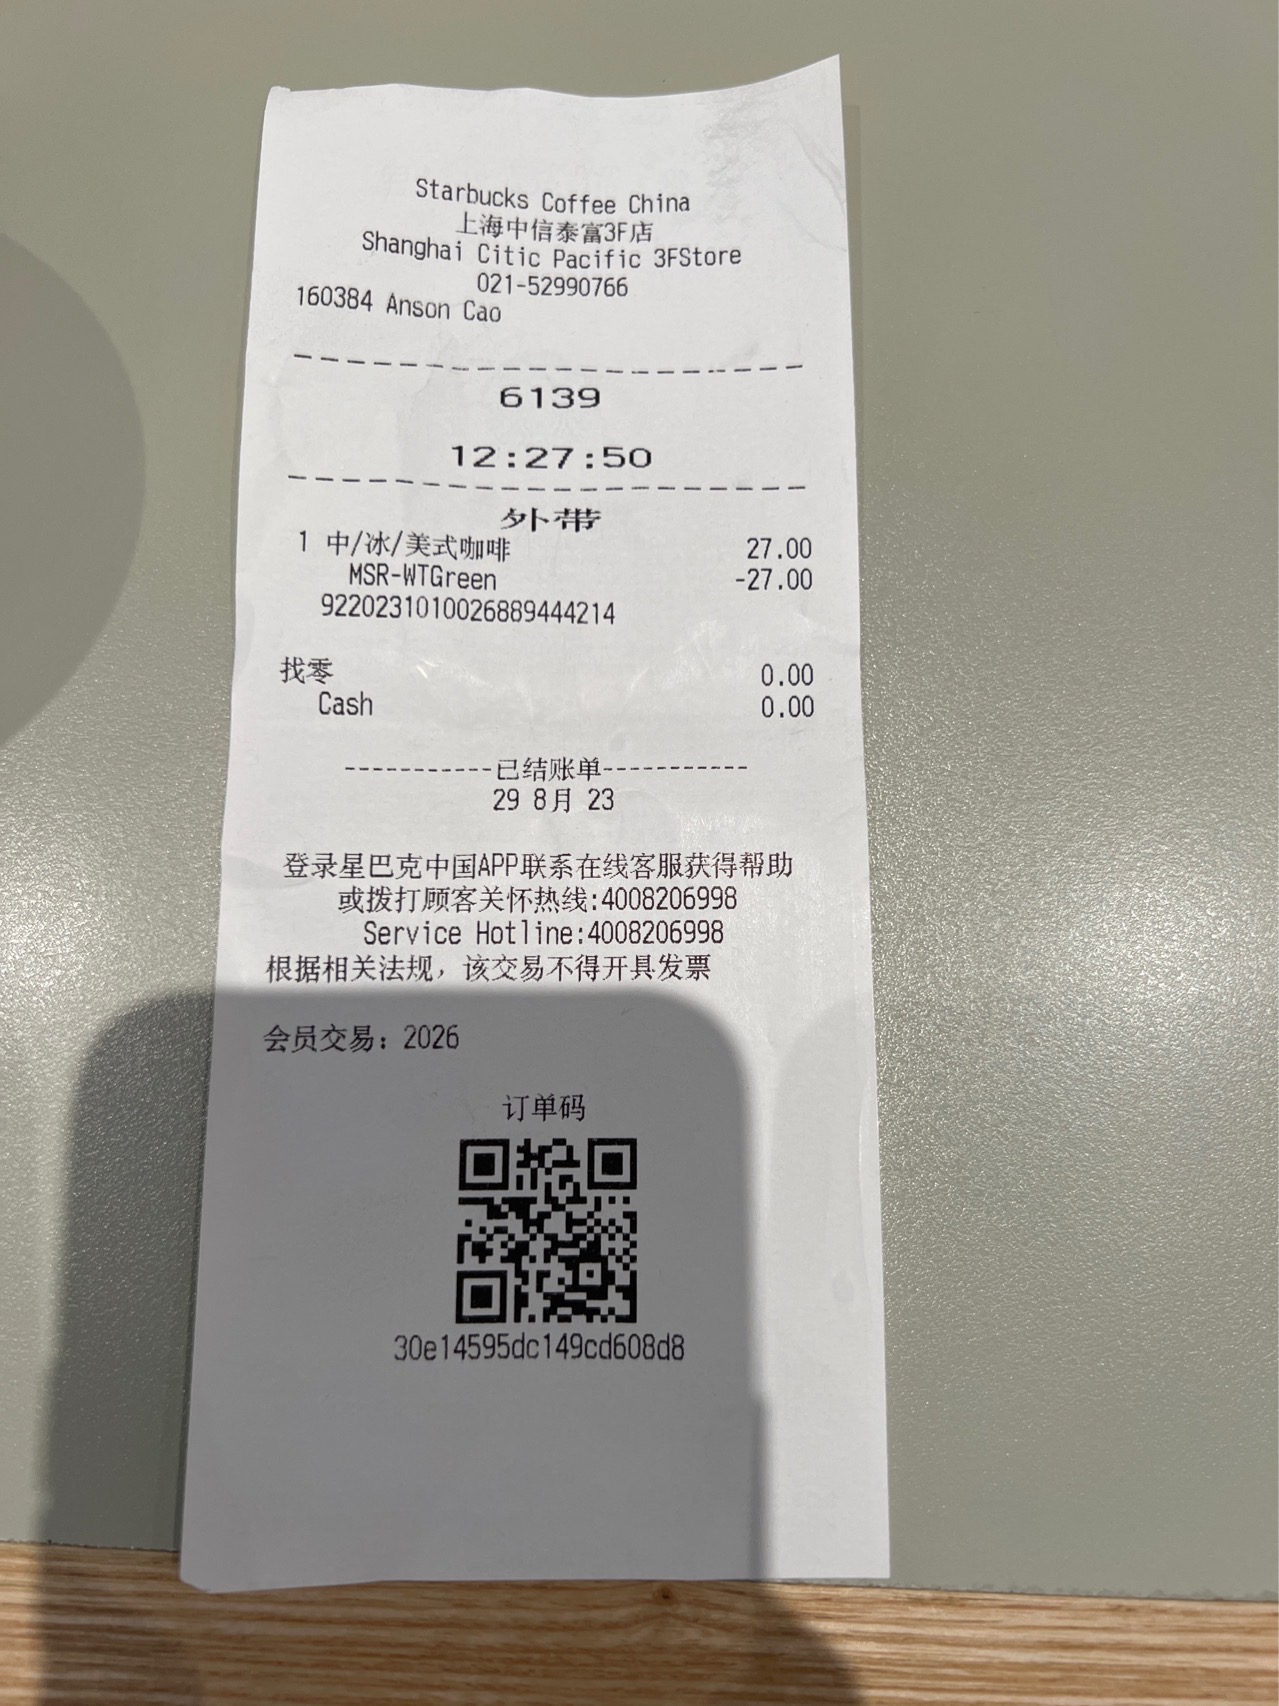 Starbucks Coffee China
上海中信泰富3F店
Shanghai Citic Pacific 3FStore
021-52990766
160384 Anson Cao
6139
12:27:50
外带
1 中/冰/美式咖啡 27.00
MSR-WTGreen -27.00
9220231010026889444214
找零 0.00
Cash 0.00
-----------已结账单-----------
29 8月 23
登录星巴克中国APP联系在线客服获得帮助
或拨打顾客关怀热线:4008206998
Service Hotline:4008206998
根据相关法规，该交易不得开具发票
会员交易：2026
订单码
30e14595dc149cd608d8